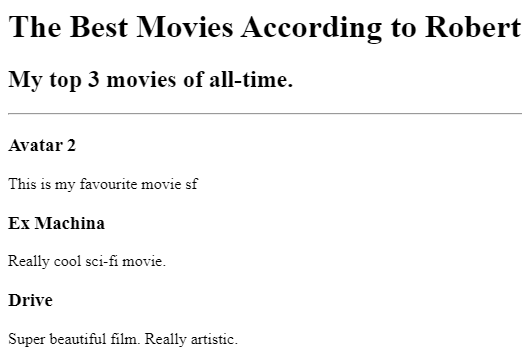 The Best Movies According to Robert
My top 3 movies of all-time.
Avatar 2
This is my favourite movie sf
Ex Machina
Really cool sci-fi movie.
Drive
Super beautiful film. Really artistic.